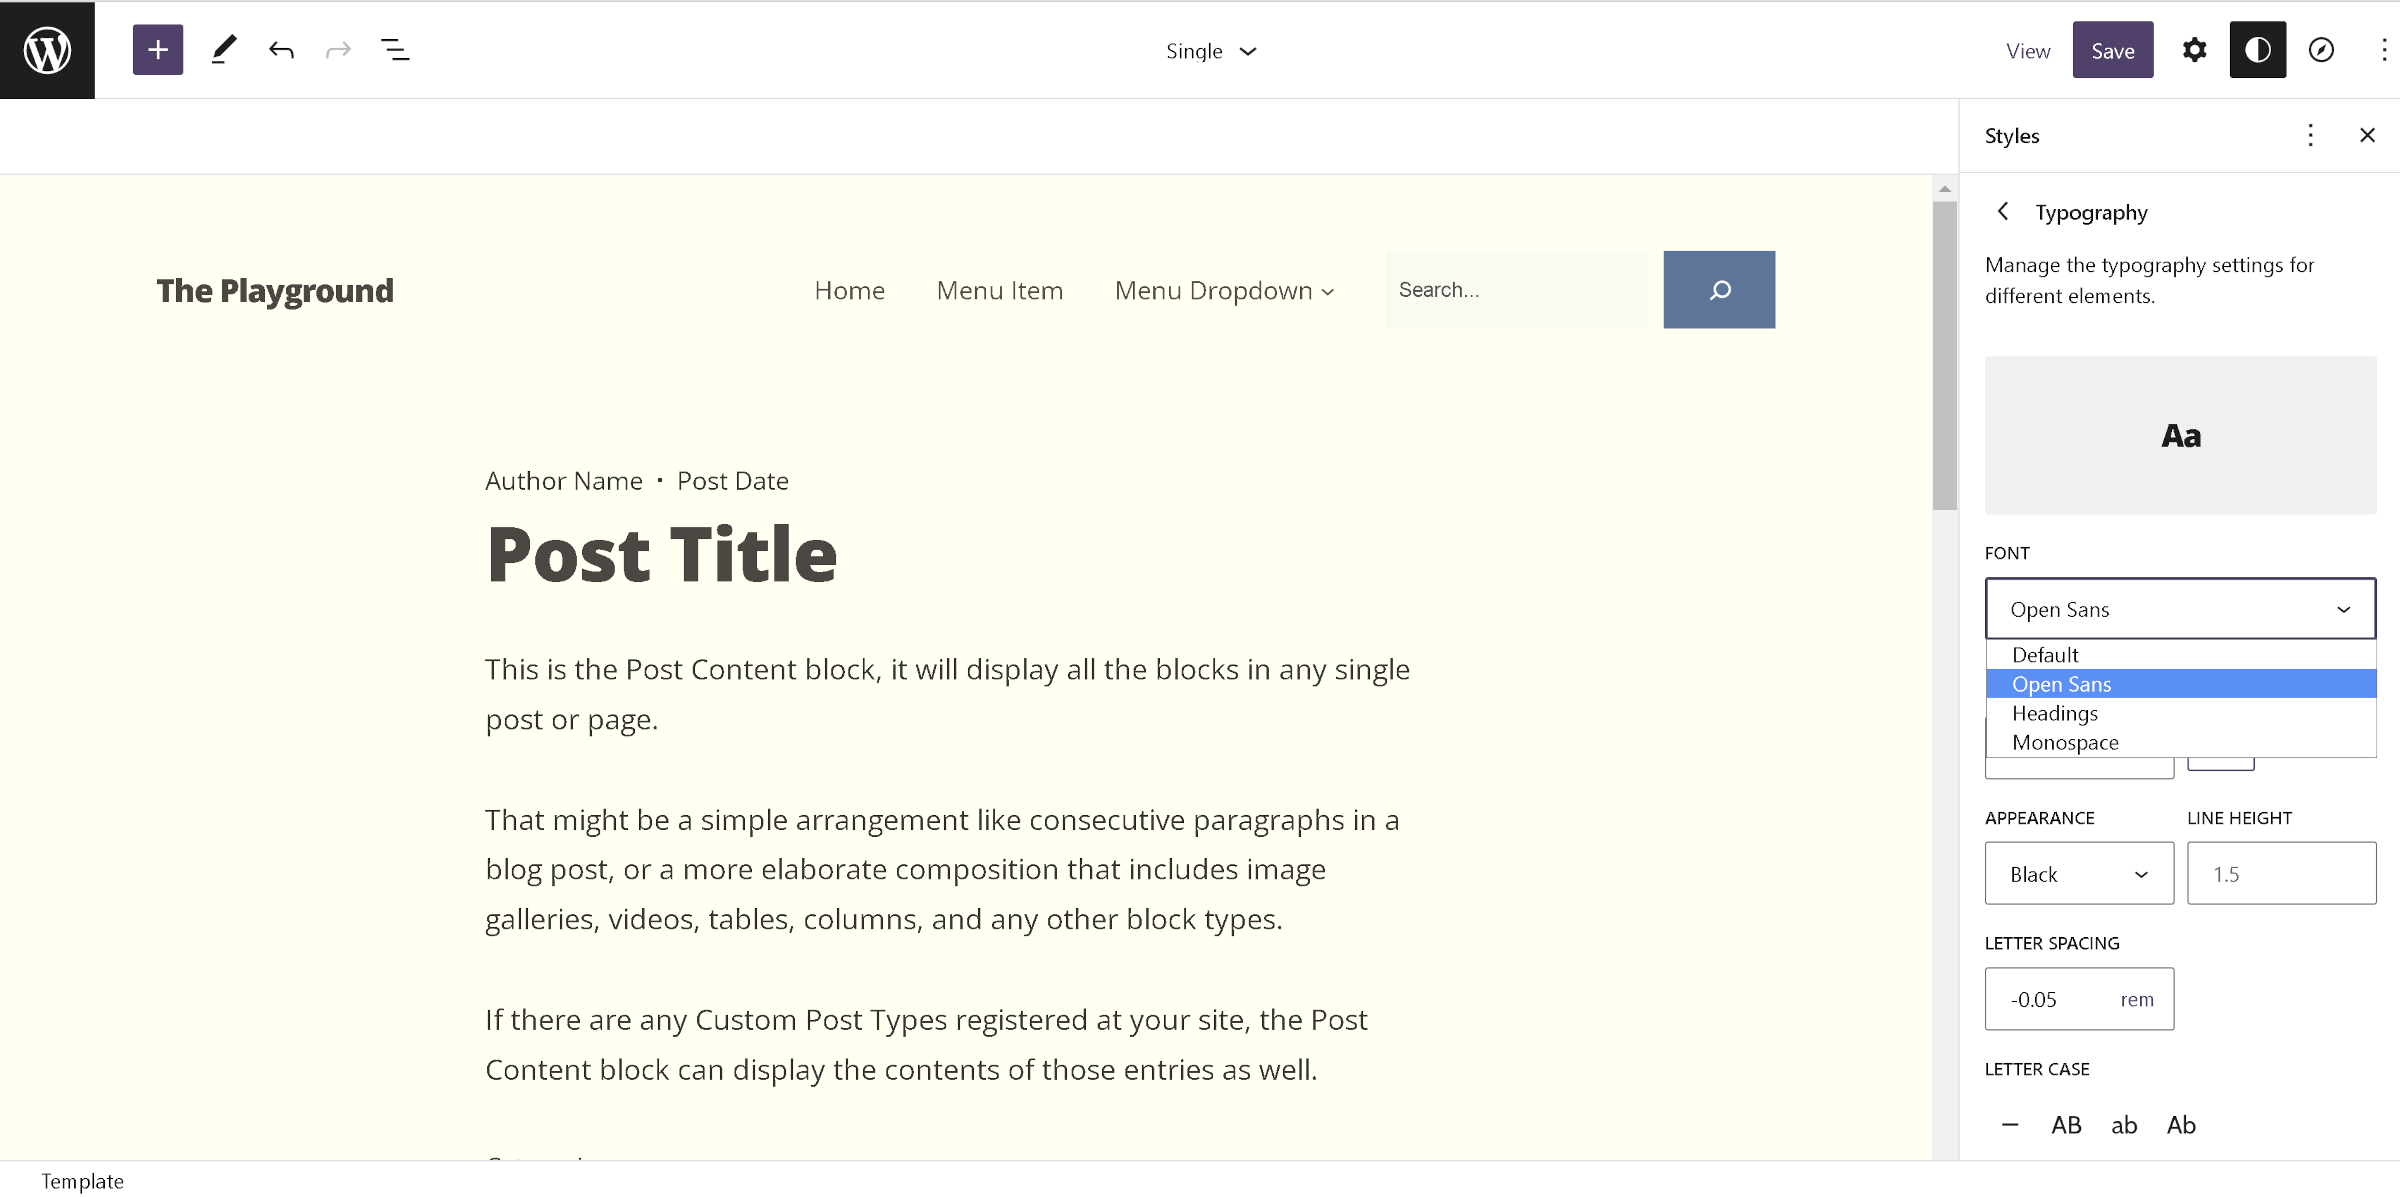 Single
View
Save
Styles
Typography
Manage the typography settings for
different elements.
Aa
FONT
Open Sans
Default
Open Sans
Headings
Monospace
APPEARANCE
LINE HEIGHT
Black
1.5
LETTER SPACING
-0.05 rem
LETTER CASE
— AB ab Ab
The Playground
Home
Menu Item
Menu Dropdown
Search...
Author Name • Post Date
Post Title
This is the Post Content block, it will display all the blocks in any single
post or page.
That might be a simple arrangement like consecutive paragraphs in a
blog post, or a more elaborate composition that includes image
galleries, videos, tables, columns, and any other block types.
If there are any Custom Post Types registered at your site, the Post
Content block can display the contents of those entries as well.
Template